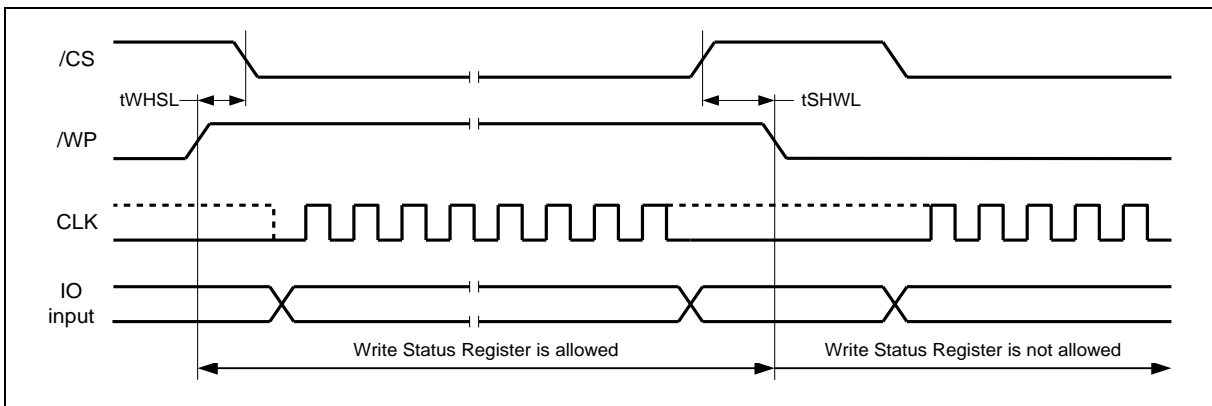 /CS
tWHSL
tSHWL
/WP
CLK
IO
input
Write Status Register is allowed
Write Status Register is not allowed